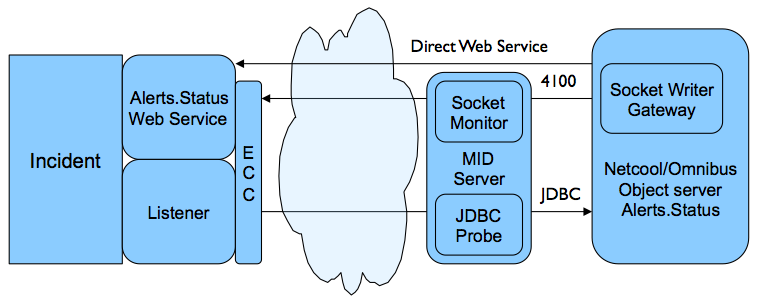 Direct Web Service
4100
Alerts.Status
Web Service
Socket
Monitor
Socket Writer
Gateway
Incident
E
C
C
MID
Server
Netcool/Omnibus
Object server
Alerts.Status
Listener
JDBC
Probe
JDBC